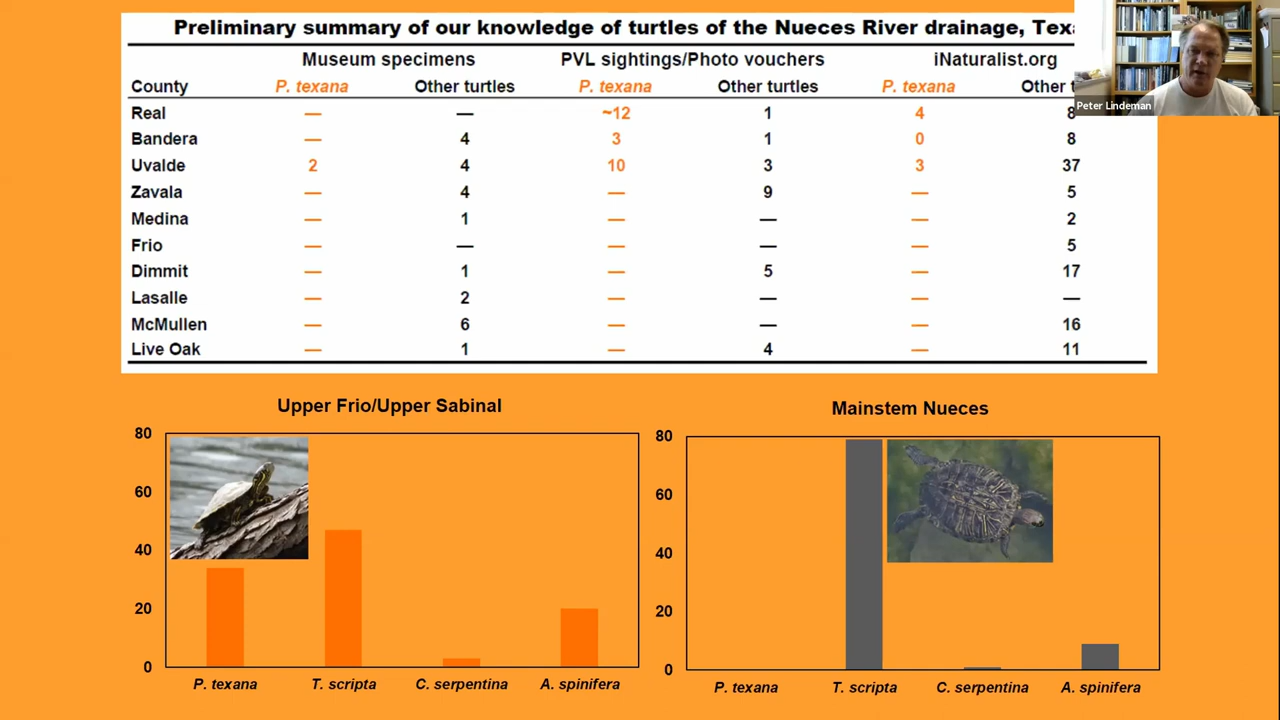 Preliminary summary of our knowledge of turtles of the Nueces River drainage,
Museum specimens PVL sightings/Photo vouchers iNaturalist.org
County P. texana Other turtles P. texana Other turtles P. texana Other
Real — — ~12 1 4 8
Bandera — 4 3 1 0 8
Uvalde 2 4 10 3 3 37
Zavala — 4 — 9 — 5
Medina — 1 — — — 2
Frio — — — — — 5
Dimmit — 1 — 5 — 17
Lasalle — 2 — — — —
McMullen — 6 — — — 16
Live Oak — 1 — 4 — 11
Peter Lindeman
Upper Frio/Upper Sabinal
80
60
40
20
0
P. texana T. scripta C. serpentina A. spinifera
Mainstem Nueces
80
60
40
20
0
P. texana T. scripta C. serpentina A. spinifera